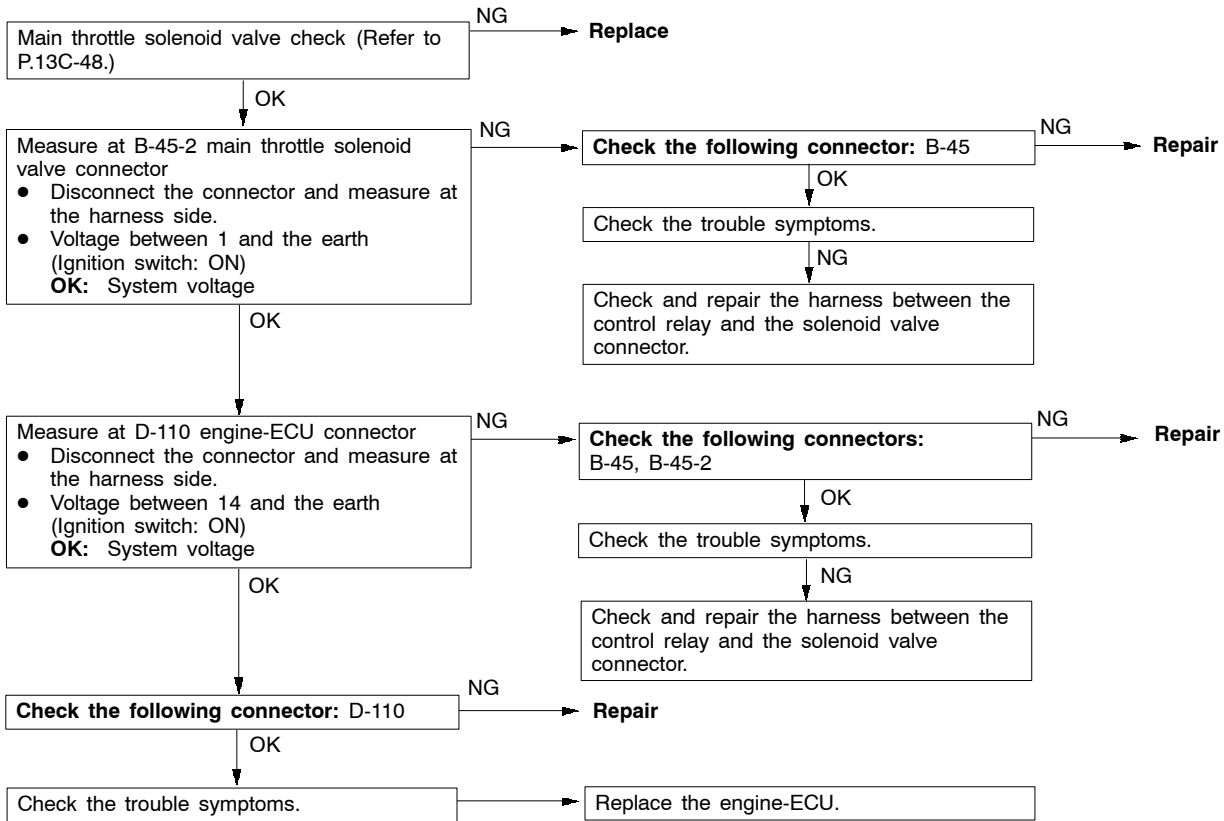 Main throttle solenoid valve check (Refer to
P.13C-48.)
NG
Replace
OK
Measure at B-45-2 main throttle solenoid
valve connector
● Disconnect the connector and measure at
the harness side.
● Voltage between 1 and the earth
(Ignition switch: ON)
OK: System voltage
NG
Check the following connector: B-45
NG
Repair
OK
Check the trouble symptoms.
NG
Check and repair the harness between the
control relay and the solenoid valve
connector.
OK
Measure at D-110 engine-ECU connector
● Disconnect the connector and measure at
the harness side.
● Voltage between 14 and the earth
(Ignition switch: ON)
OK: System voltage
NG
Check the following connectors:
B-45, B-45-2
NG
Repair
OK
Check the trouble symptoms.
NG
Check and repair the harness between the
control relay and the solenoid valve
connector.
OK
Check the following connector: D-110
NG
Repair
OK
Check the trouble symptoms.
Replace the engine-ECU.